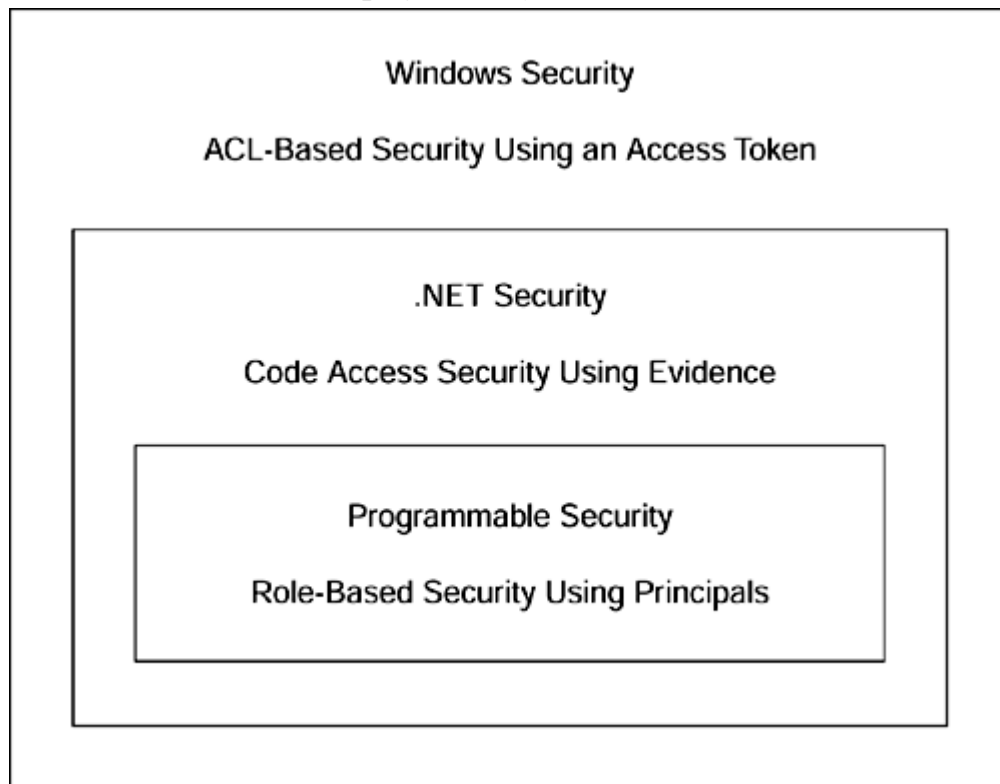 Windows Security
ACL-Based Security Using an Access Token
.NET Security
Code Access Security Using Evidence
Programmable Security
Role-Based Security Using Principals